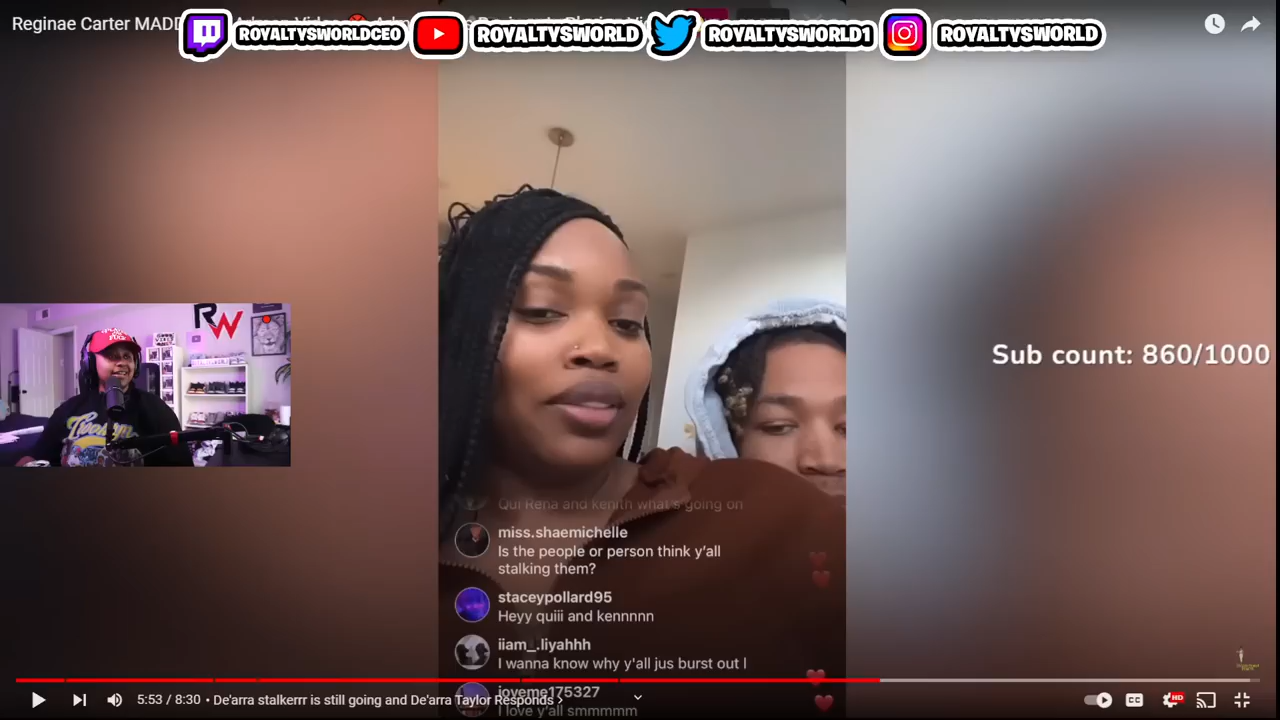 Reginae Carter MADD
ROYALTYSWORLDCEO
ROYALTYSWORLD
ROYALTYSWORLD1
ROYALTYSWORLD
RW
Sub count: 860/1000
Qui Rena and kenith what's going on
miss.shaemichelle
Is the people or person think y'all
stalking them?
staceypollard95
Heyy quiii and kennnnn
iiam_.liyahhh
I wanna know why y'all jus burst out l
joveme175327
I love y'all smmmmm
5:53 / 8:30 • De'arra stalkerrr is still going and De'arra Taylor Responds ›
CC
HD